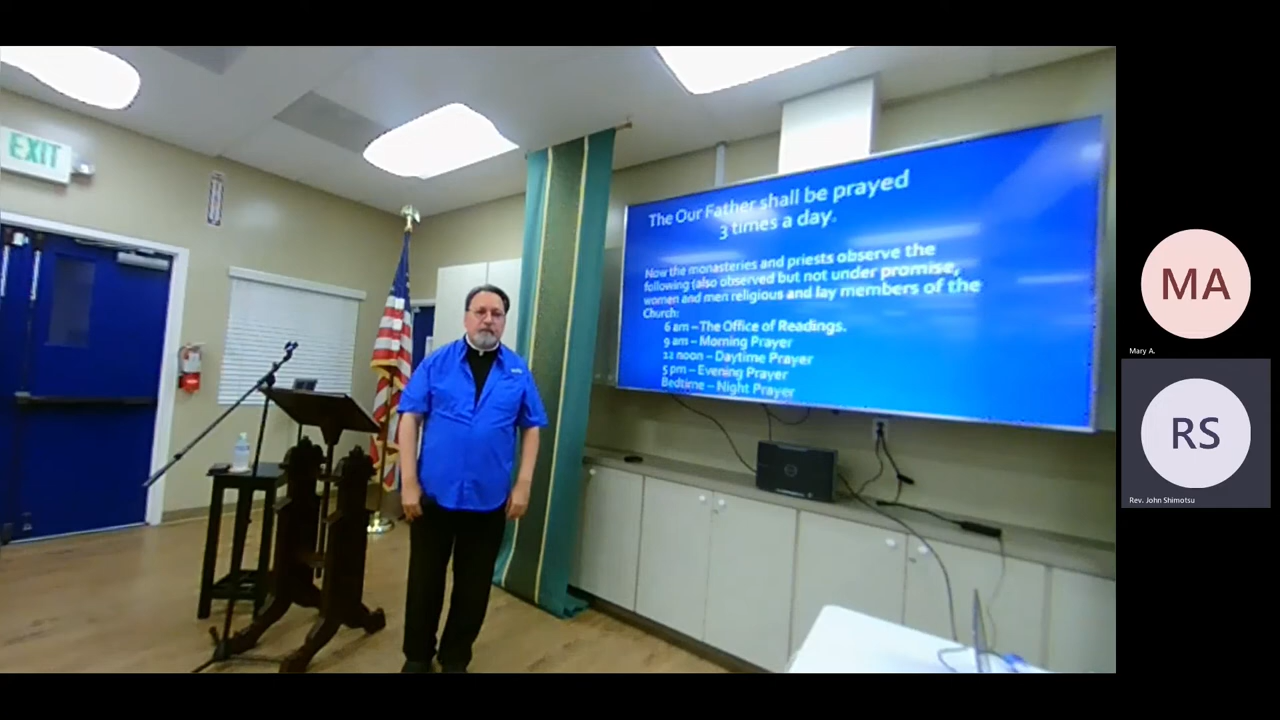 EXIT
The Our Father shall be prayed
3 times a day.
Now the monasteries and priests observe the
following (also observed but not under promise,
women and men religious and lay members of the
Church:
6 am – The Office of Readings.
9 am – Morning Prayer
12 noon – Daytime Prayer
5 pm – Evening Prayer
Bedtime – Night Prayer
MA
Mary A.
RS
Rev. John Shimotsu